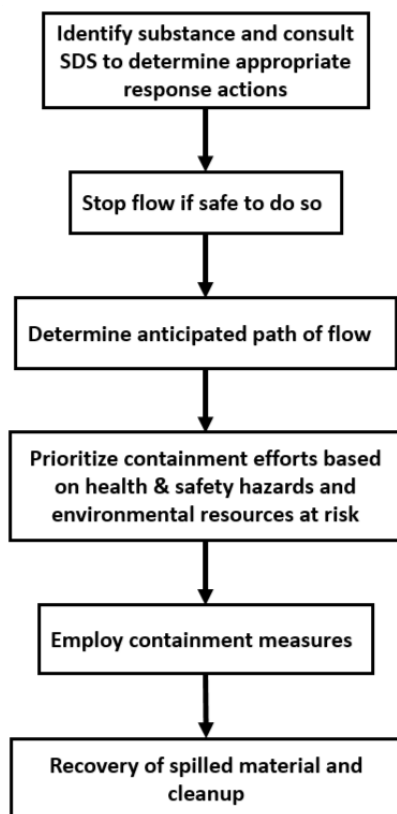 Identify substance and consult
SDS to determine appropriate
response actions
Stop flow if safe to do so
Determine anticipated path of flow
Prioritize containment efforts based
on health & safety hazards and
environmental resources at risk
Employ containment measures
Recovery of spilled material and
cleanup